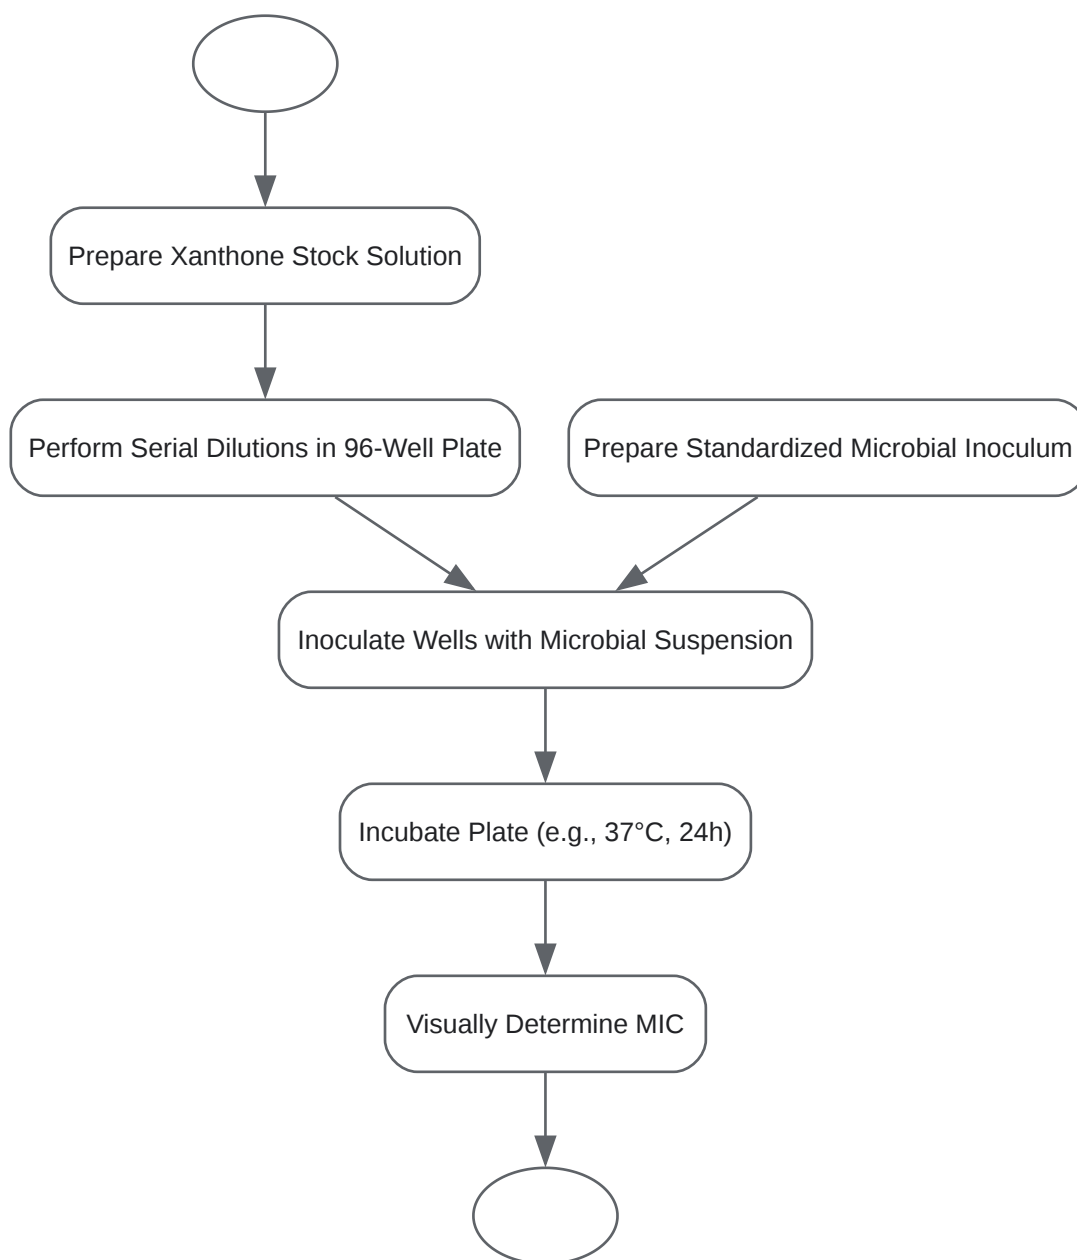 Prepare Xanthone Stock Solution
Perform Serial Dilutions in 96-Well Plate
Prepare Standardized Microbial Inoculum
Inoculate Wells with Microbial Suspension
Incubate Plate (e.g., 37°C, 24h)
Visually Determine MIC